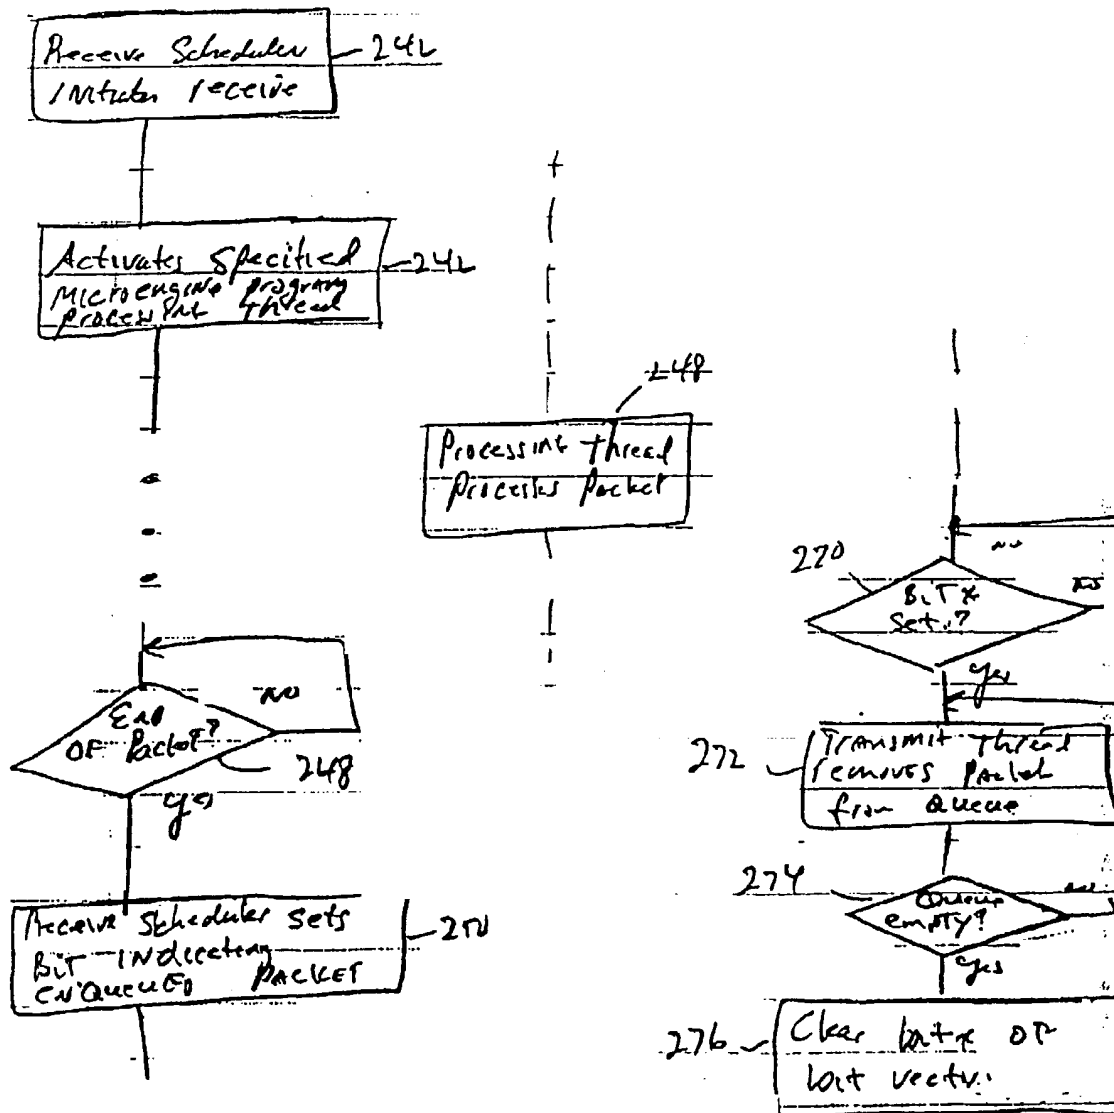 Receive Scheduler
Initiates receive
242
Activates Specified
Microengine program
processing thread
242
248
Processing thread
Processes Packet
End
OF Packet?
NO
248
yes
Receive Scheduler sets
Bit indicating
enqueued PACKET
250
270
Bit x
Set?
NO
NO
yes
272
Transmit thread
removes Packet
from Queue
274
Queue
empty?
NO
yes
276
Clear bit x OF
bit vector